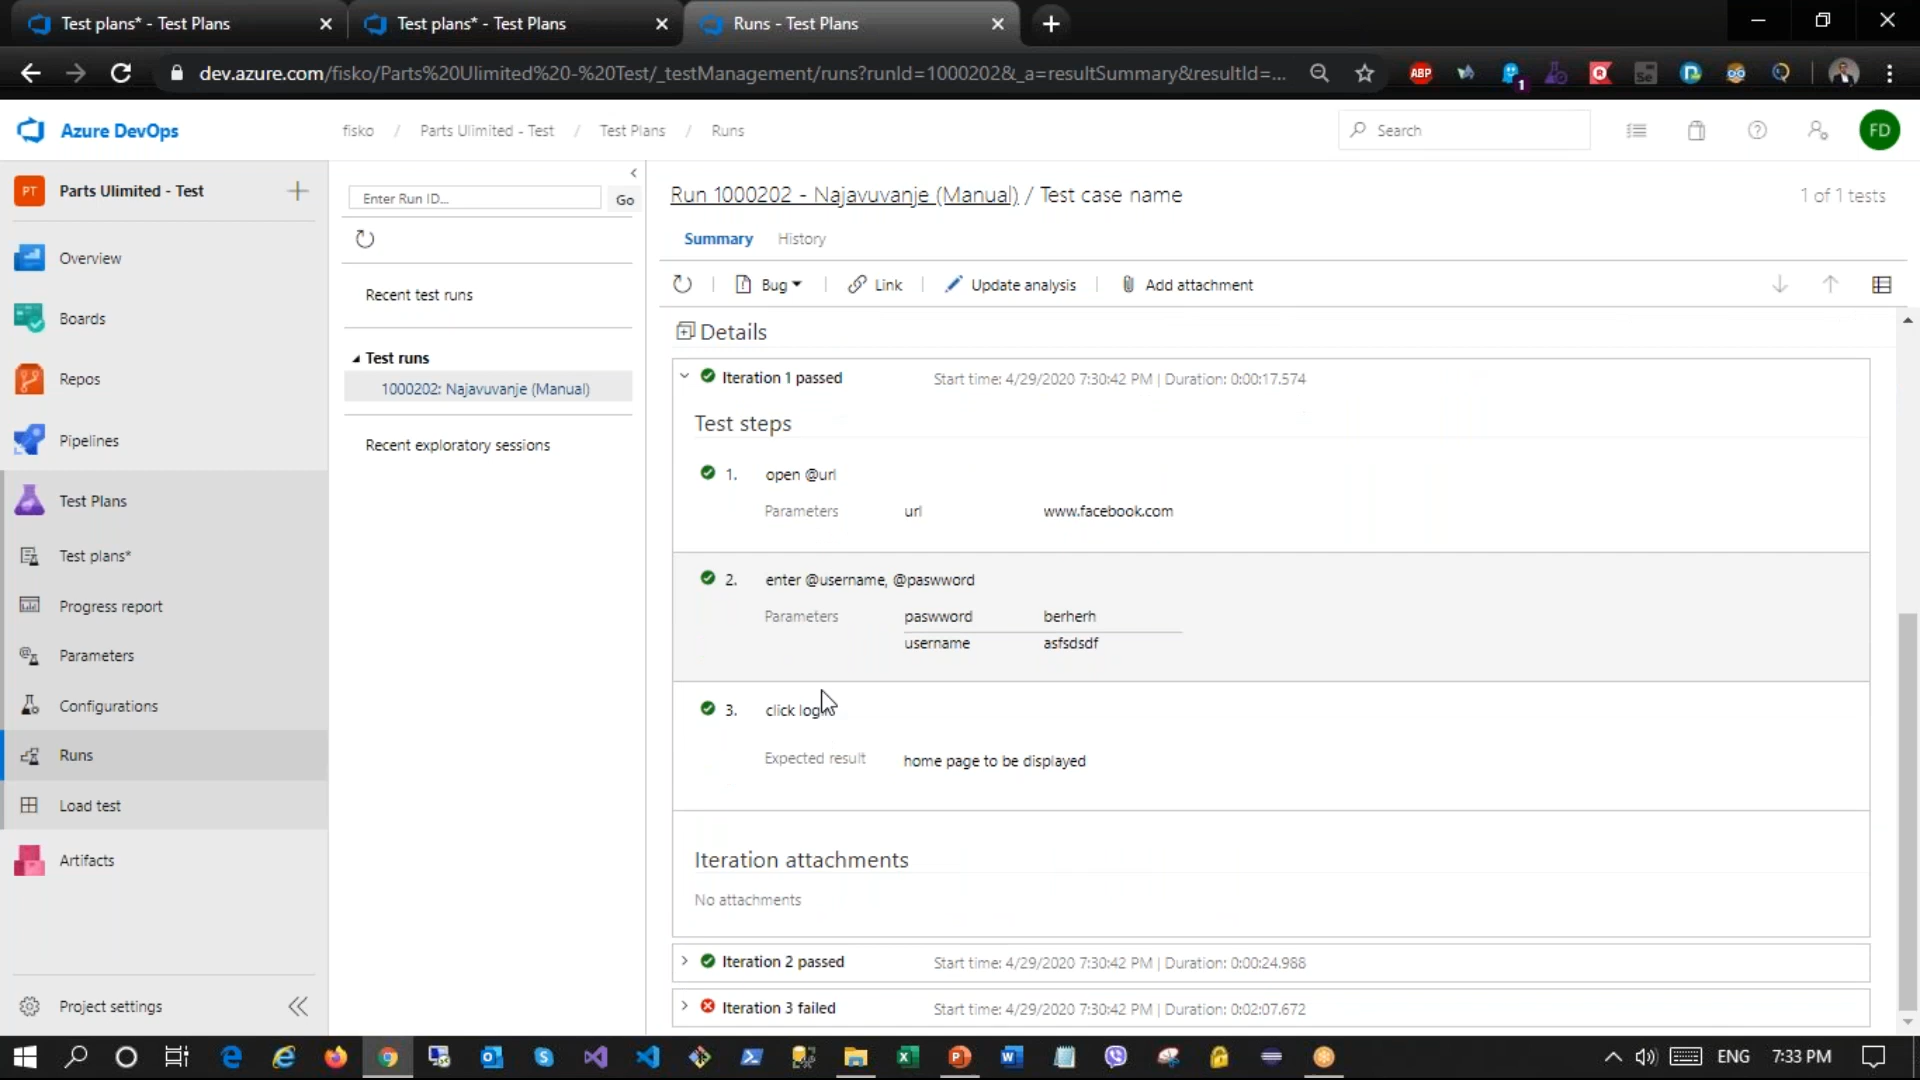 Test plans* - Test Plans
Test plans* - Test Plans
Runs - Test Plans
dev.azure.com/fisko/Parts%20Ulimited%20-%20Test/_testManagement/runs?runId=1000202&_a=resultSummary&resultId=...
ABP
1
Se
Azure DevOps
fisko / Parts Ulimited - Test / Test Plans / Runs
Search
FD
PT Parts Ulimited - Test
Overview
Boards
Repos
Pipelines
Test Plans
Test plans*
Progress report
Parameters
Configurations
Runs
Load test
Artifacts
Project settings
Enter Run ID...
Go
Recent test runs
Test runs
1000202: Najavuvanje (Manual)
Recent exploratory sessions
Run 1000202 - Najavuvanje (Manual) / Test case name
1 of 1 tests
Summary
History
Bug
Link
Update analysis
Add attachment
Details
Iteration 1 passed
Start time: 4/29/2020 7:30:42 PM | Duration: 0:00:17.574
Test steps
1. open @url
Parameters url www.facebook.com
2. enter @username, @paswword
Parameters paswword berherh
username asfsdsdf
3. click login
Expected result home page to be displayed
Iteration attachments
No attachments
Iteration 2 passed
Start time: 4/29/2020 7:30:42 PM | Duration: 0:00:24.988
Iteration 3 failed
Start time: 4/29/2020 7:30:42 PM | Duration: 0:02:07.672
ENG
7:33 PM